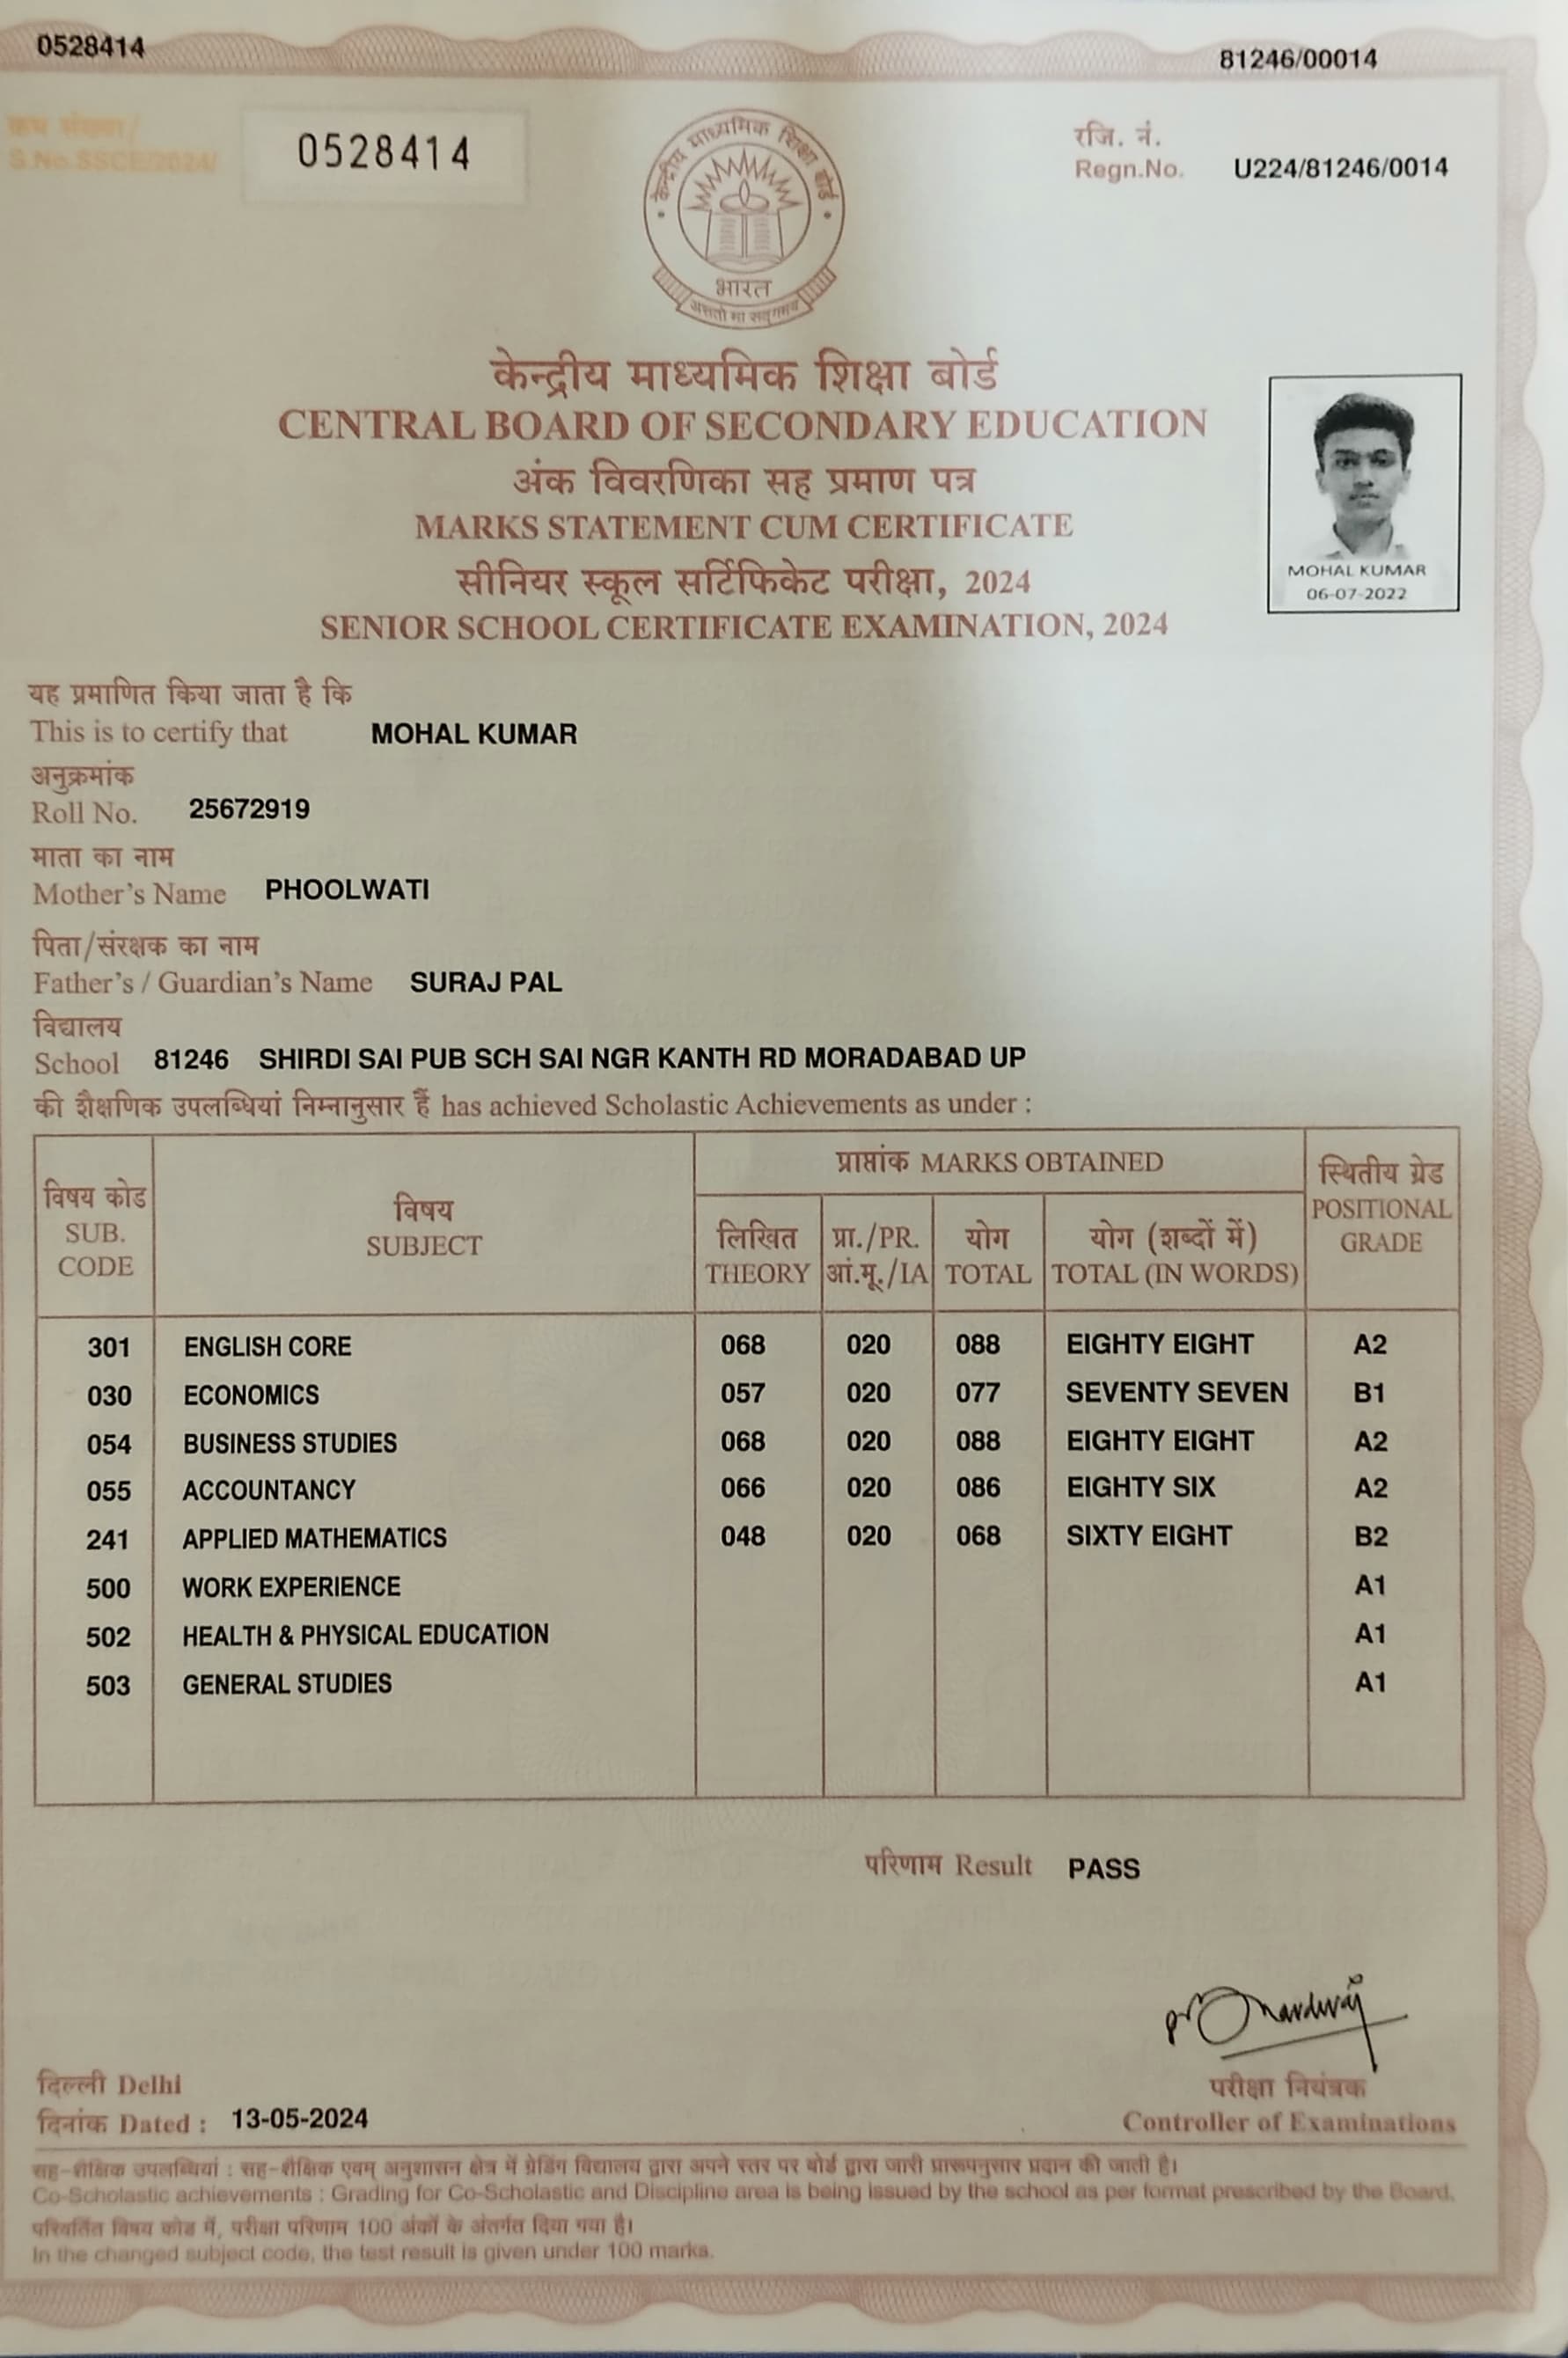 0528414
81246/00014
क्रम संख्या/
S.No.SSCE/2024/
0528414
रजि. नं.
Regn.No. U224/81246/0014
केन्द्रीय माध्यमिक शिक्षा बोर्ड
भारत
असतो मा सद्गमय
केन्द्रीय माध्यमिक शिक्षा बोर्ड
CENTRAL BOARD OF SECONDARY EDUCATION
अंक विवरणिका सह प्रमाण पत्र
MARKS STATEMENT CUM CERTIFICATE
सीनियर स्कूल सर्टिफिकेट परीक्षा, 2024
SENIOR SCHOOL CERTIFICATE EXAMINATION, 2024
MOHAL KUMAR
06-07-2022
यह प्रमाणित किया जाता है कि
This is to certify that MOHAL KUMAR
अनुक्रमांक
Roll No. 25672919
माता का नाम
Mother's Name PHOOLWATI
पिता/संरक्षक का नाम
Father's / Guardian's Name SURAJ PAL
विद्यालय
School 81246 SHIRDI SAI PUB SCH SAI NGR KANTH RD MORADABAD UP
की शैक्षणिक उपलब्धियां निम्नानुसार हैं has achieved Scholastic Achievements as under :
विषय कोड
SUB.
CODE
विषय
SUBJECT
प्राप्तांक MARKS OBTAINED
लिखित
THEORY
प्रा./PR.
आं.मू./IA
योग
TOTAL
योग (शब्दों में)
TOTAL (IN WORDS)
स्थितीय ग्रेड
POSITIONAL
GRADE
301 ENGLISH CORE 068 020 088 EIGHTY EIGHT A2
030 ECONOMICS 057 020 077 SEVENTY SEVEN B1
054 BUSINESS STUDIES 068 020 088 EIGHTY EIGHT A2
055 ACCOUNTANCY 066 020 086 EIGHTY SIX A2
241 APPLIED MATHEMATICS 048 020 068 SIXTY EIGHT B2
500 WORK EXPERIENCE A1
502 HEALTH & PHYSICAL EDUCATION A1
503 GENERAL STUDIES A1
परिणाम Result PASS
दिल्ली Delhi
दिनांक Dated : 13-05-2024
परीक्षा नियंत्रक
Controller of Examinations
सह-शैक्षिक उपलब्धियां : सह-शैक्षिक एवम् अनुशासन क्षेत्र में ग्रेडिंग विद्यालय द्वारा अपने स्तर पर बोर्ड द्वारा जारी प्रारूपनुसार प्रदान की जाती है।
Co-Scholastic achievements : Grading for Co-Scholastic and Discipline area is being issued by the school as per format prescribed by the Board.
परिवर्तित विषय कोड में, परीक्षा परिणाम 100 अंकों के अंतर्गत दिया गया है।
In the changed subject code, the test result is given under 100 marks.